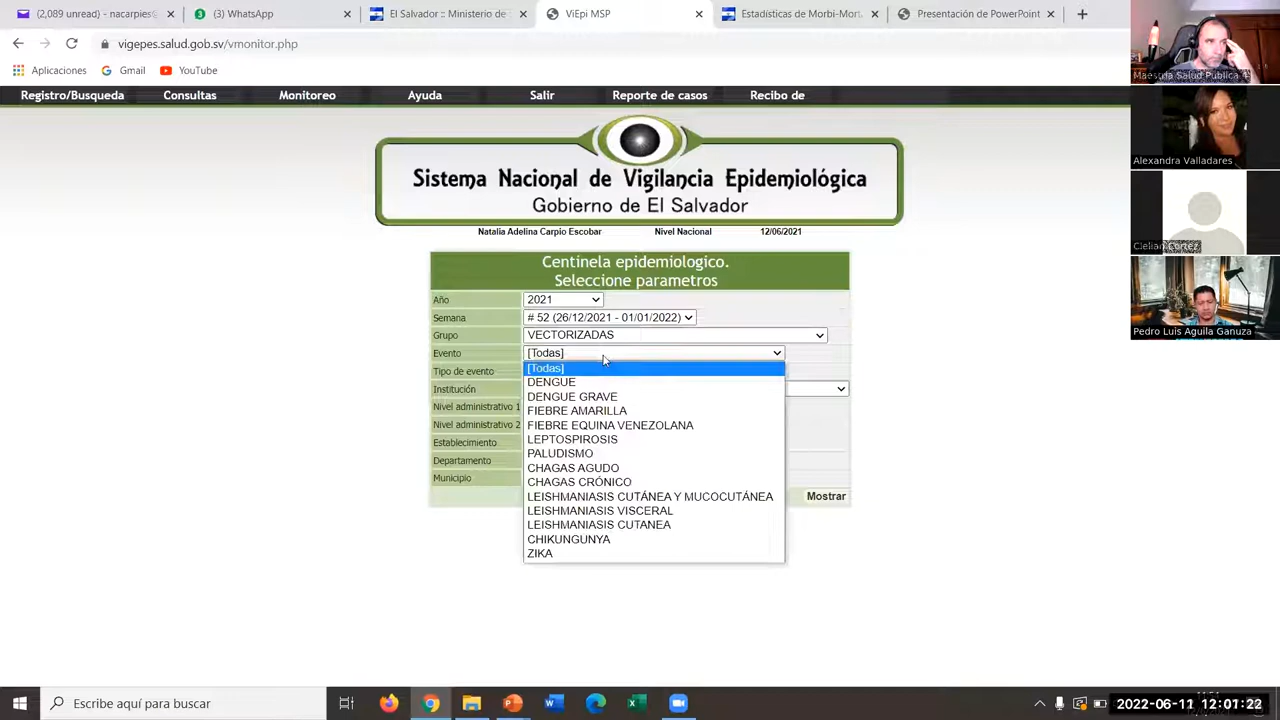 (2,089 unread) nacarpies@
(3) WhatsApp
El Salvador :: Ministerio de
ViEpi MSP
Estadísticas de Morbi-Mort
Presentación de PowerPoint
vigepes.salud.gob.sv/vmonitor.php
Aplicaciones
Gmail
YouTube
Registro/Busqueda
Consultas
Monitoreo
Ayuda
Salir
Reporte de casos
Recibo de
Sistema Nacional de Vigilancia Epidemiológica
Gobierno de El Salvador
Natalia Adelina Carpio Escobar
Nivel Nacional
12/06/2021
Centinela epidemiologico.
Seleccione parametros
Año
2021
Semana
# 52 (26/12/2021 - 01/01/2022)
Grupo
VECTORIZADAS
Evento
[Todas]
Tipo de evento
Institución
Nivel administrativo 1
Nivel administrativo 2
Establecimiento
Departamento
Municipio
[Todas]
DENGUE
DENGUE GRAVE
FIEBRE AMARILLA
FIEBRE EQUINA VENEZOLANA
LEPTOSPIROSIS
PALUDISMO
CHAGAS AGUDO
CHAGAS CRÓNICO
LEISHMANIASIS CUTÁNEA Y MUCOCUTÁNEA
LEISHMANIASIS VISCERAL
LEISHMANIASIS CUTANEA
CHIKUNGUNYA
ZIKA
Mostrar
Maestria Salud Publica
Alexandra Valladares
Clelian Cortez
Pedro Luis Aguila Ganuza
Escribe aquí para buscar
2022-06-11 12:01:22